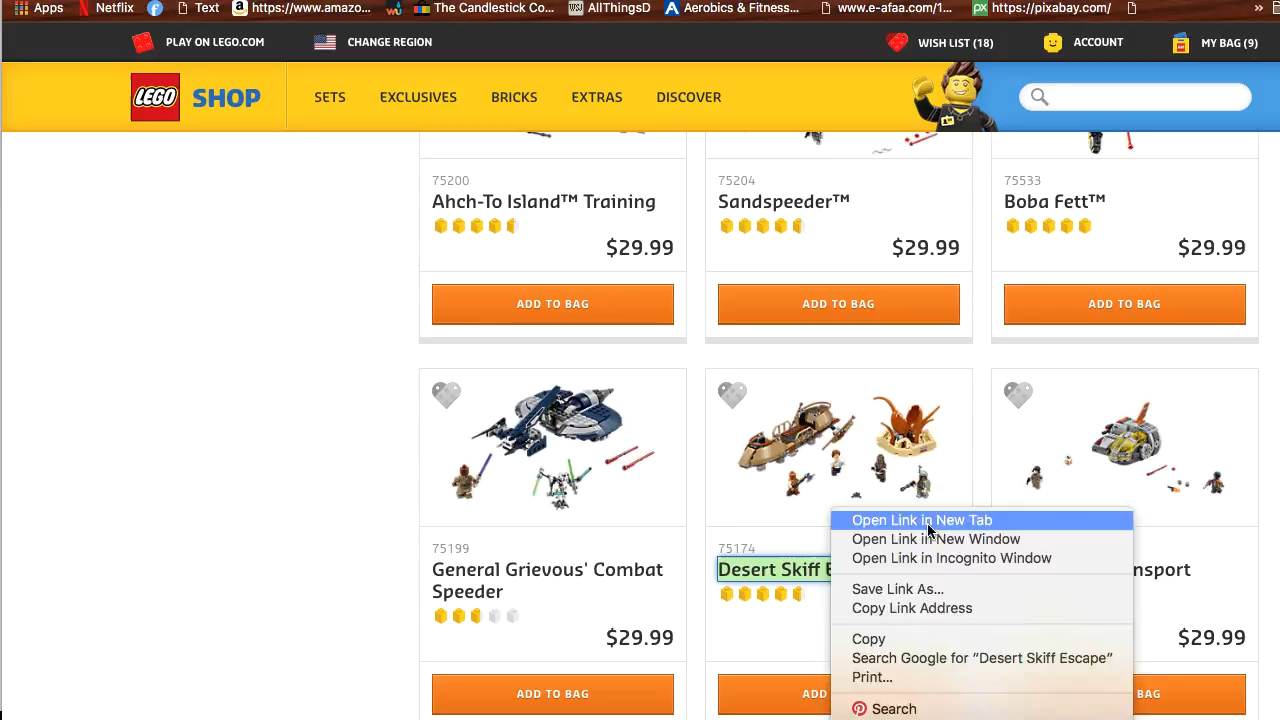 Apps Netflix Text https://www.amazo... The Candlestick Co... WSJ AllThingsD Aerobics & Fitness... www.e-afaa.com/1... px https://pixabay.com/ »
PLAY ON LEGO.COM CHANGE REGION WISH LIST (18) ACCOUNT MY BAG (9)
LEGO SHOP SETS EXCLUSIVES BRICKS EXTRAS DISCOVER
75200 75204 75533
Ahch-To Island™ Training Sandspeeder™ Boba Fett™
$29.99 $29.99 $29.99
ADD TO BAG ADD TO BAG ADD TO BAG
75199 75174
General Grievous' Combat Desert Skiff
Speeder
$29.99 $29.99
ADD TO BAG ADD BAG
Open Link in New Tab
Open Link in New Window
Open Link in Incognito Window
Save Link As...
Copy Link Address
Copy
Search Google for “Desert Skiff Escape”
Print...
Search